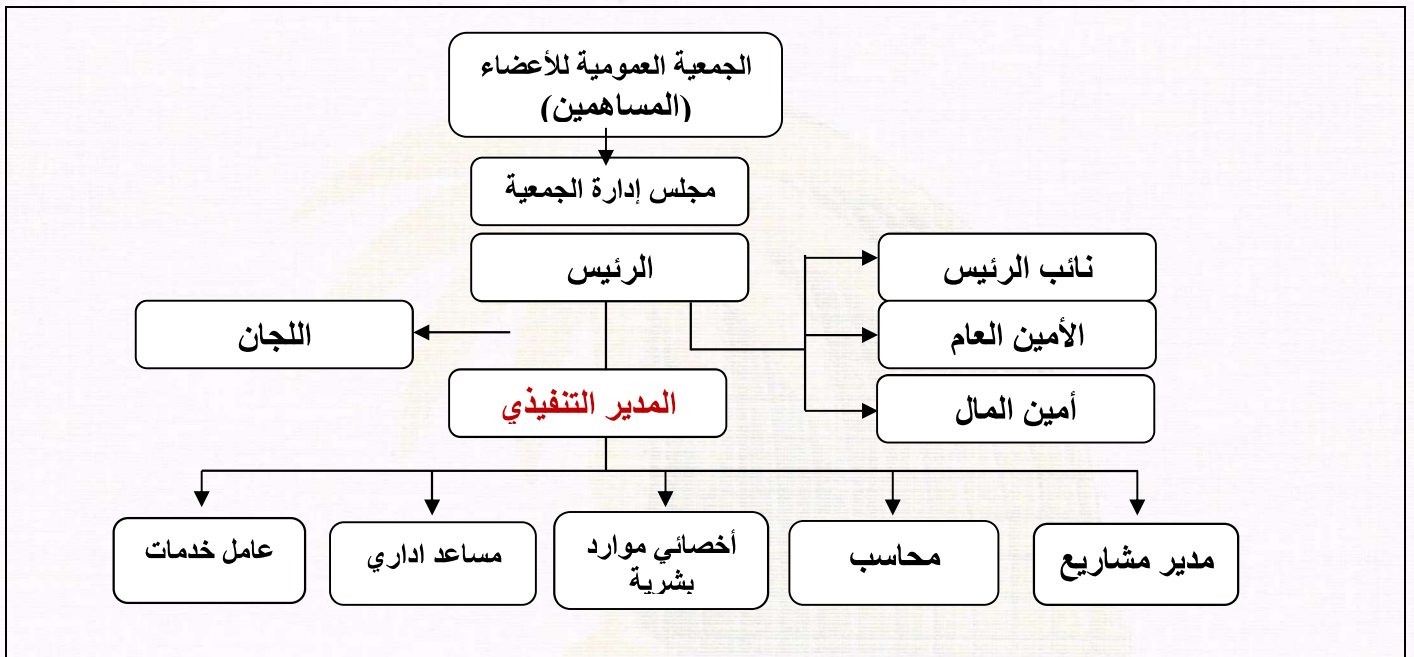 الجمعية العمومية للأعضاء
(المساهمين)
مجلس إدارة الجمعية
الرئيس
نائب الرئيس
الأمين العام
اللجان
المدير التنفيذي
أمين المال
مدير مشاريع
محاسب
أخصائي موارد
بشرية
مساعد اداري
عامل خدمات